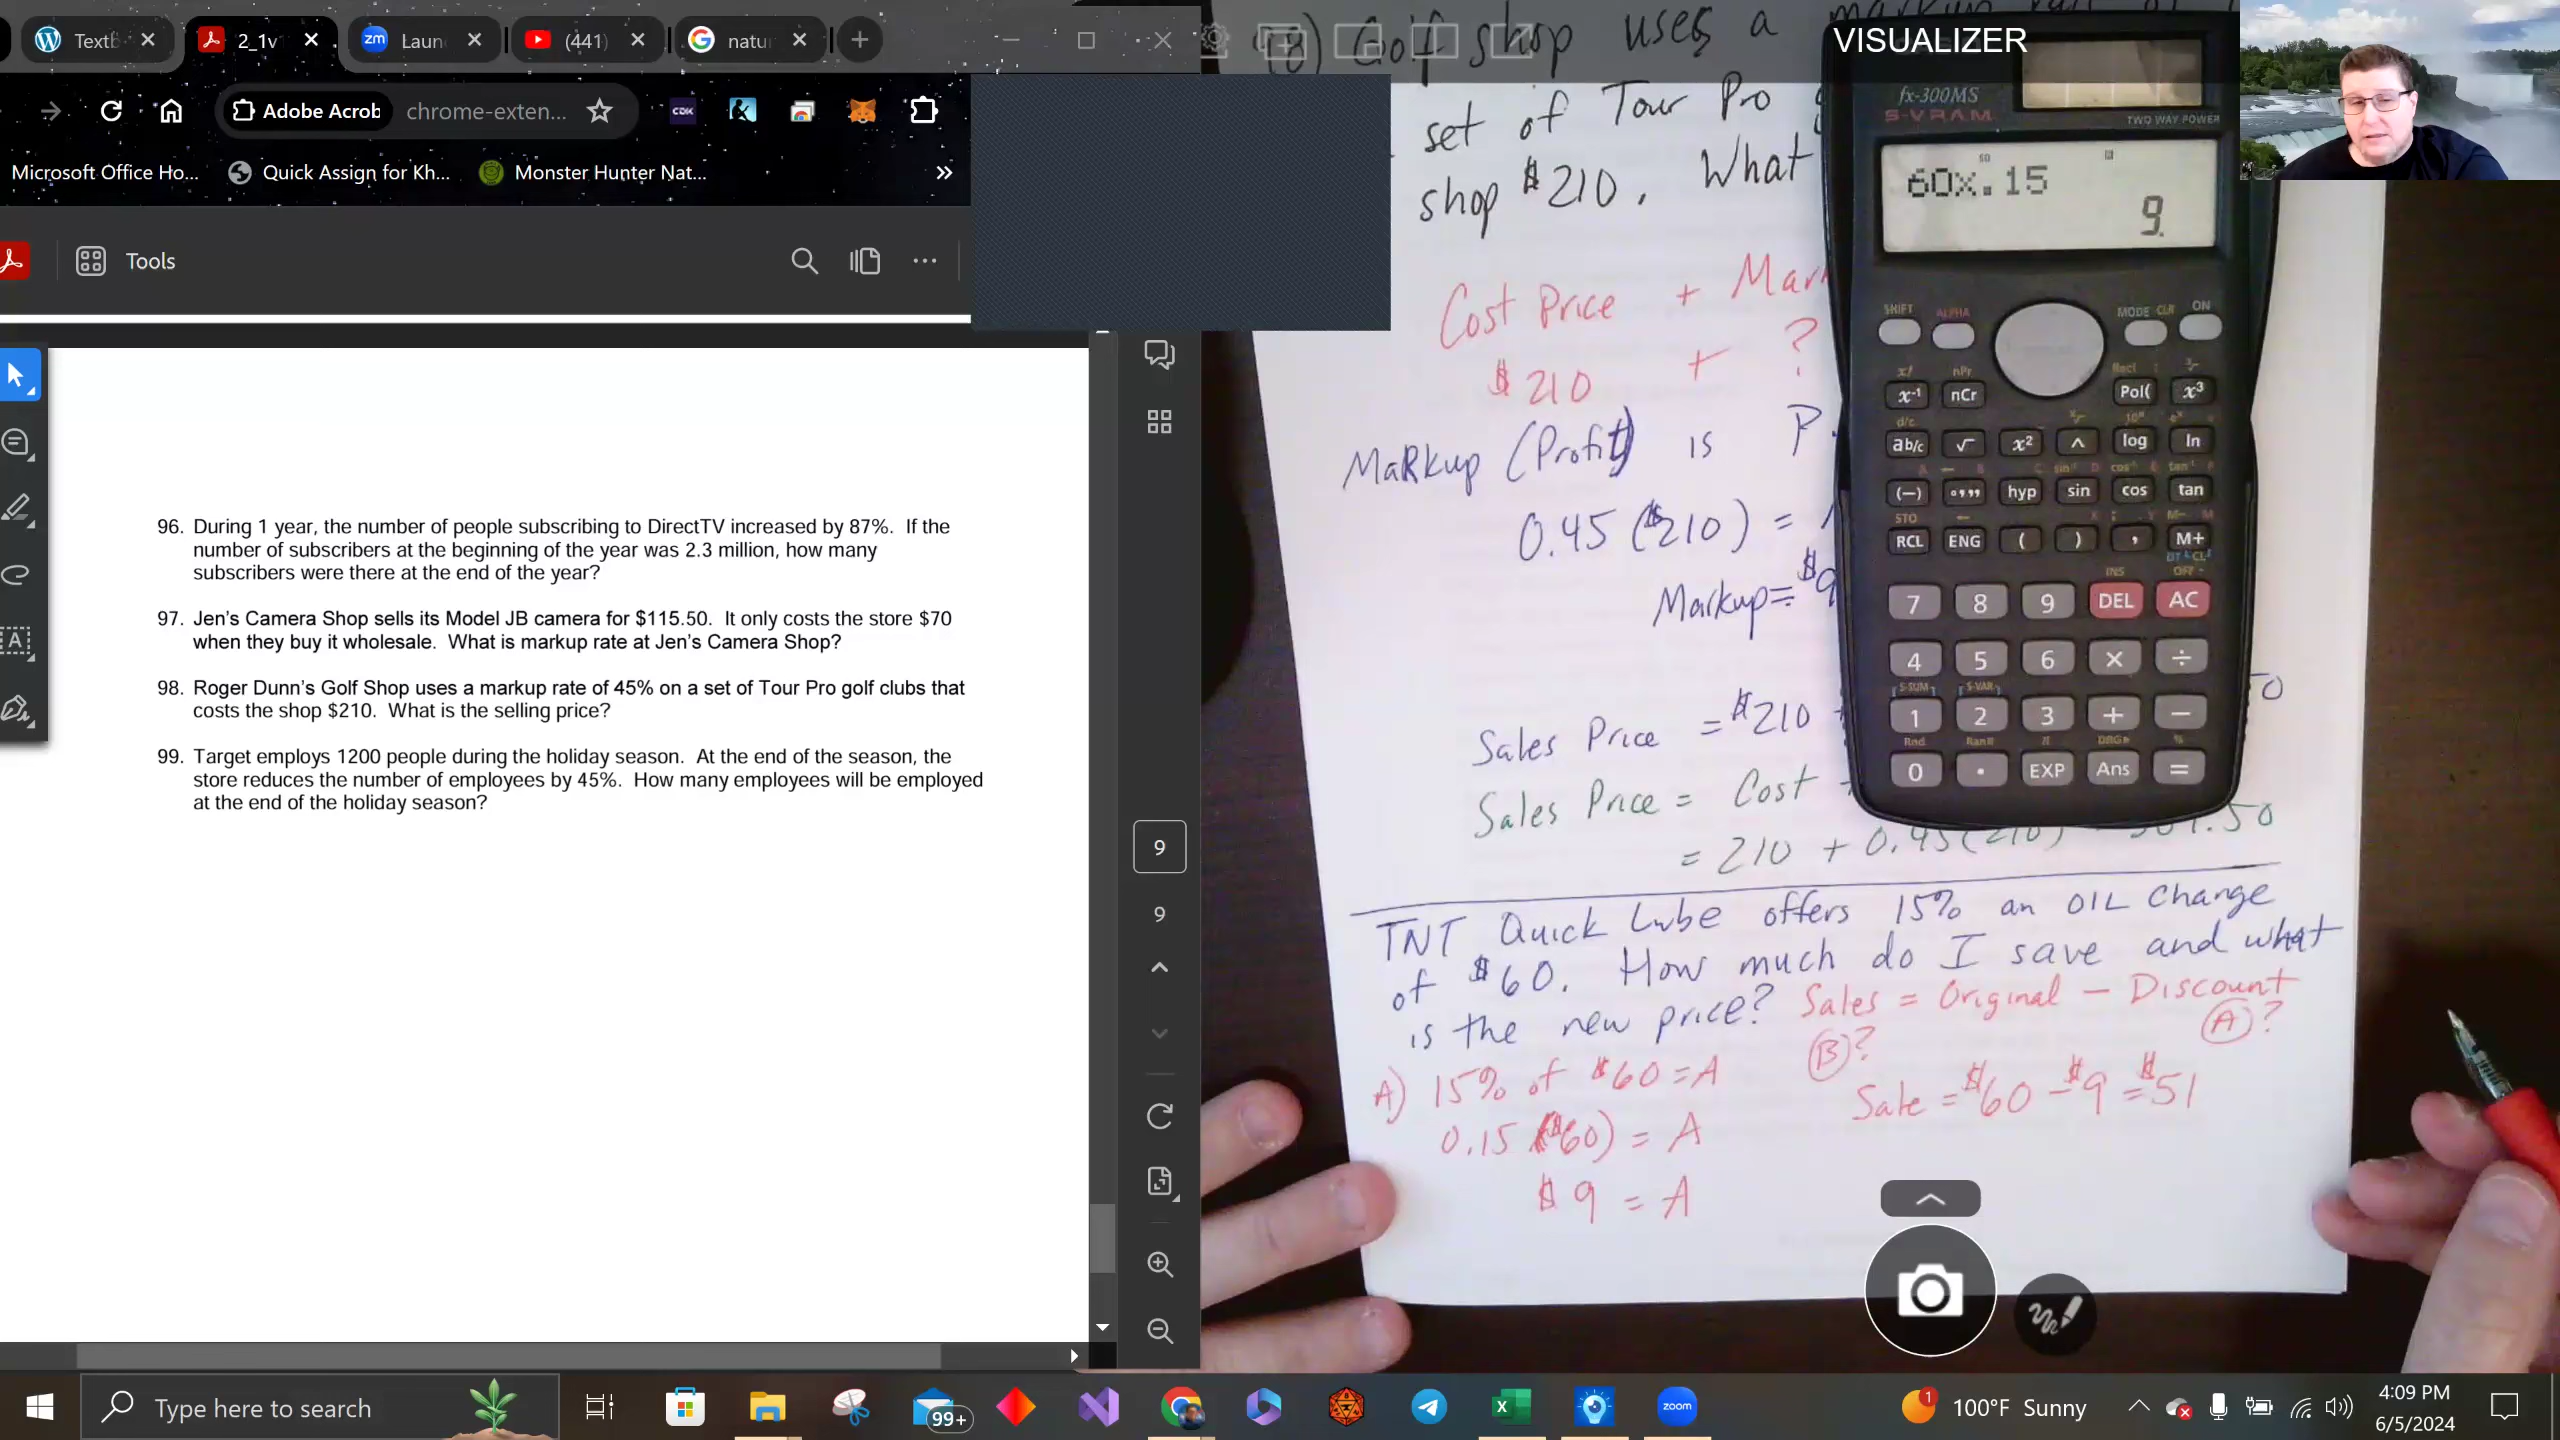 Textb
2_1v
Laun
(441)
natu
Adobe Acrob
chrome-exten...
CDK
Microsoft Office Ho...
Quick Assign for Kh...
Monster Hunter Nat...
Tools
96. During 1 year, the number of people subscribing to DirectTV increased by 87%. If the
number of subscribers at the beginning of the year was 2.3 million, how many
subscribers were there at the end of the year?
97. Jen's Camera Shop sells its Model JB camera for $115.50. It only costs the store $70
when they buy it wholesale. What is markup rate at Jen's Camera Shop?
98. Roger Dunn's Golf Shop uses a markup rate of 45% on a set of Tour Pro golf clubs that
costs the shop $210. What is the selling price?
99. Target employs 1200 people during the holiday season. At the end of the season, the
store reduces the number of employees by 45%. How many employees will be employed
at the end of the holiday season?
9
9
VISUALIZER
Golf shop uses a
set of Tour Pro
shop $210. What
Cost Price + Mar
$210 + ?
Markup (Profit) is P.
0.45 ($210) =
Markup = $9
Sales Price = $210
Sales Price = Cost
= 210 + 0.45(210)
TNT Quick Lube offers 15% an OIL Change
of $60. How much do I save and what
is the new price? Sales = Original - Discount
B? A?
A) 15% of $60 = A
Sale = $60 - $9 = $51
0.15 ($60) = A
$9 = A
fx-300MS
S-V.P.A.M.
TWO WAY POWER
60x.15
9.
SHIFT ALPHA MODE CLR ON
x-1 nCr Pol( x3
ab/c √ x2 ^ log ln
(-) hyp sin cos tan
RCL ENG ( ) , M+
7 8 9 DEL AC
4 5 6 × ÷
1 2 3 + −
0 . EXP Ans =
Type here to search
99+
zoom
100°F Sunny
4:09 PM
6/5/2024